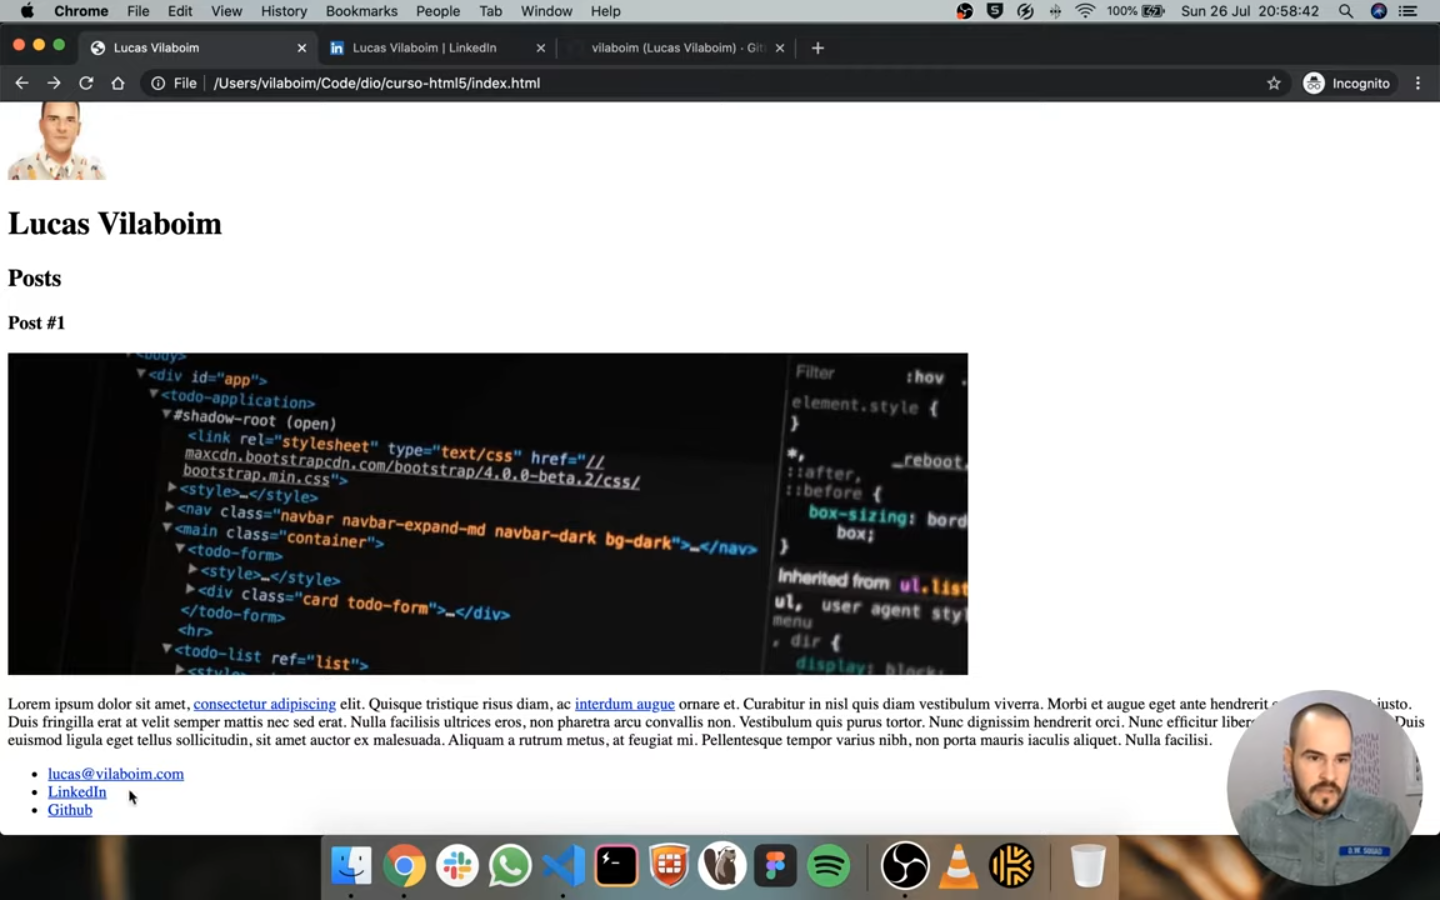 Chrome File Edit View History Bookmarks People Tab Window Help 100% Sun 26 Jul 20:58:42
Lucas Vilaboim Lucas Vilaboim | LinkedIn vilaboim (Lucas Vilaboim) · Git
File /Users/vilaboim/Code/dio/curso-html5/index.html Incognito
Lucas Vilaboim
Posts
Post #1
<body>
<div id="app">
<todo-application>
#shadow-root (open)
<link rel="stylesheet" type="text/css" href="//
maxcdn.bootstrapcdn.com/bootstrap/4.0.0-beta.2/css/
bootstrap.min.css">
<style>…</style>
<nav class="navbar navbar-expand-md navbar-dark bg-dark">…</nav>
<main class="container">
<todo-form>
<style>…</style>
<div class="card todo-form">…</div>
</todo-form>
<hr>
<todo-list ref="list">
<style>…
Filter :hov .
element.style {
}
*, _reboot.
::after,
::before {
box-sizing: bord
box;
}
Inherited from ul.list
ul, user agent sty
menu
, dir {
display: block;
Lorem ipsum dolor sit amet, consectetur adipiscing elit. Quisque tristique risus diam, ac interdum augue ornare et. Curabitur in nisl quis diam vestibulum viverra. Morbi et augue eget ante hendrerit justo.
Duis fringilla erat at velit semper mattis nec sed erat. Nulla facilisis ultrices eros, non pharetra arcu convallis non. Vestibulum quis purus tortor. Nunc dignissim hendrerit orci. Nunc efficitur liber Duis
euismod ligula eget tellus sollicitudin, sit amet auctor ex malesuada. Aliquam a rutrum metus, at feugiat mi. Pellentesque tempor varius nibh, non porta mauris iaculis aliquet. Nulla facilisi.
• lucas@vilaboim.com
• LinkedIn
• Github